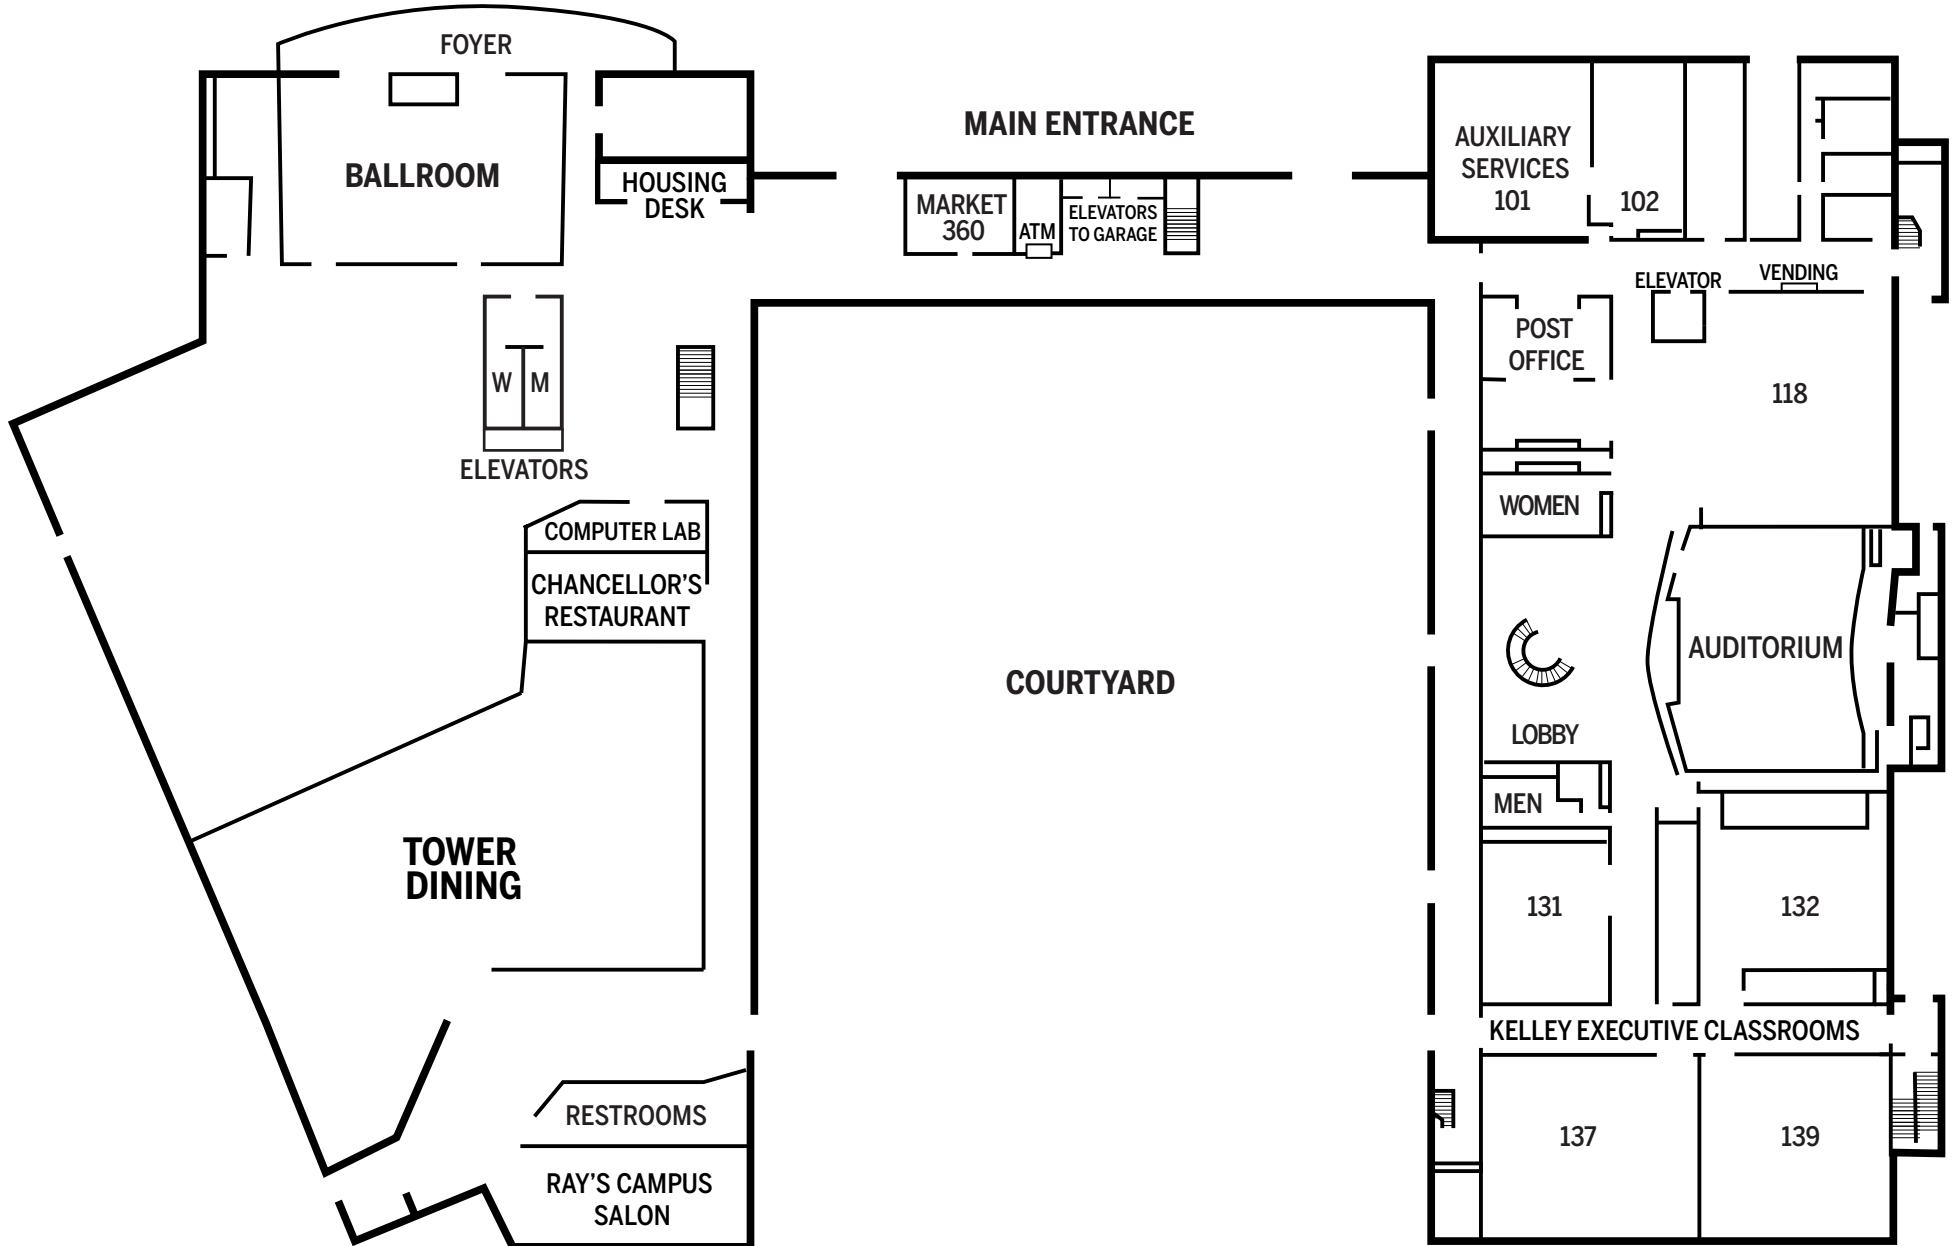 FOYER
BALLROOM
HOUSING
DESK
MAIN ENTRANCE
MARKET
360
ATM
ELEVATORS
TO GARAGE
AUXILIARY
SERVICES
101
102
ELEVATOR
VENDING
POST
OFFICE
118
W
M
ELEVATORS
COMPUTER LAB
CHANCELLOR'S
RESTAURANT
WOMEN
COURTYARD
AUDITORIUM
LOBBY
MEN
TOWER
DINING
131
132
KELLEY EXECUTIVE CLASSROOMS
RESTROOMS
RAY'S CAMPUS
SALON
137
139